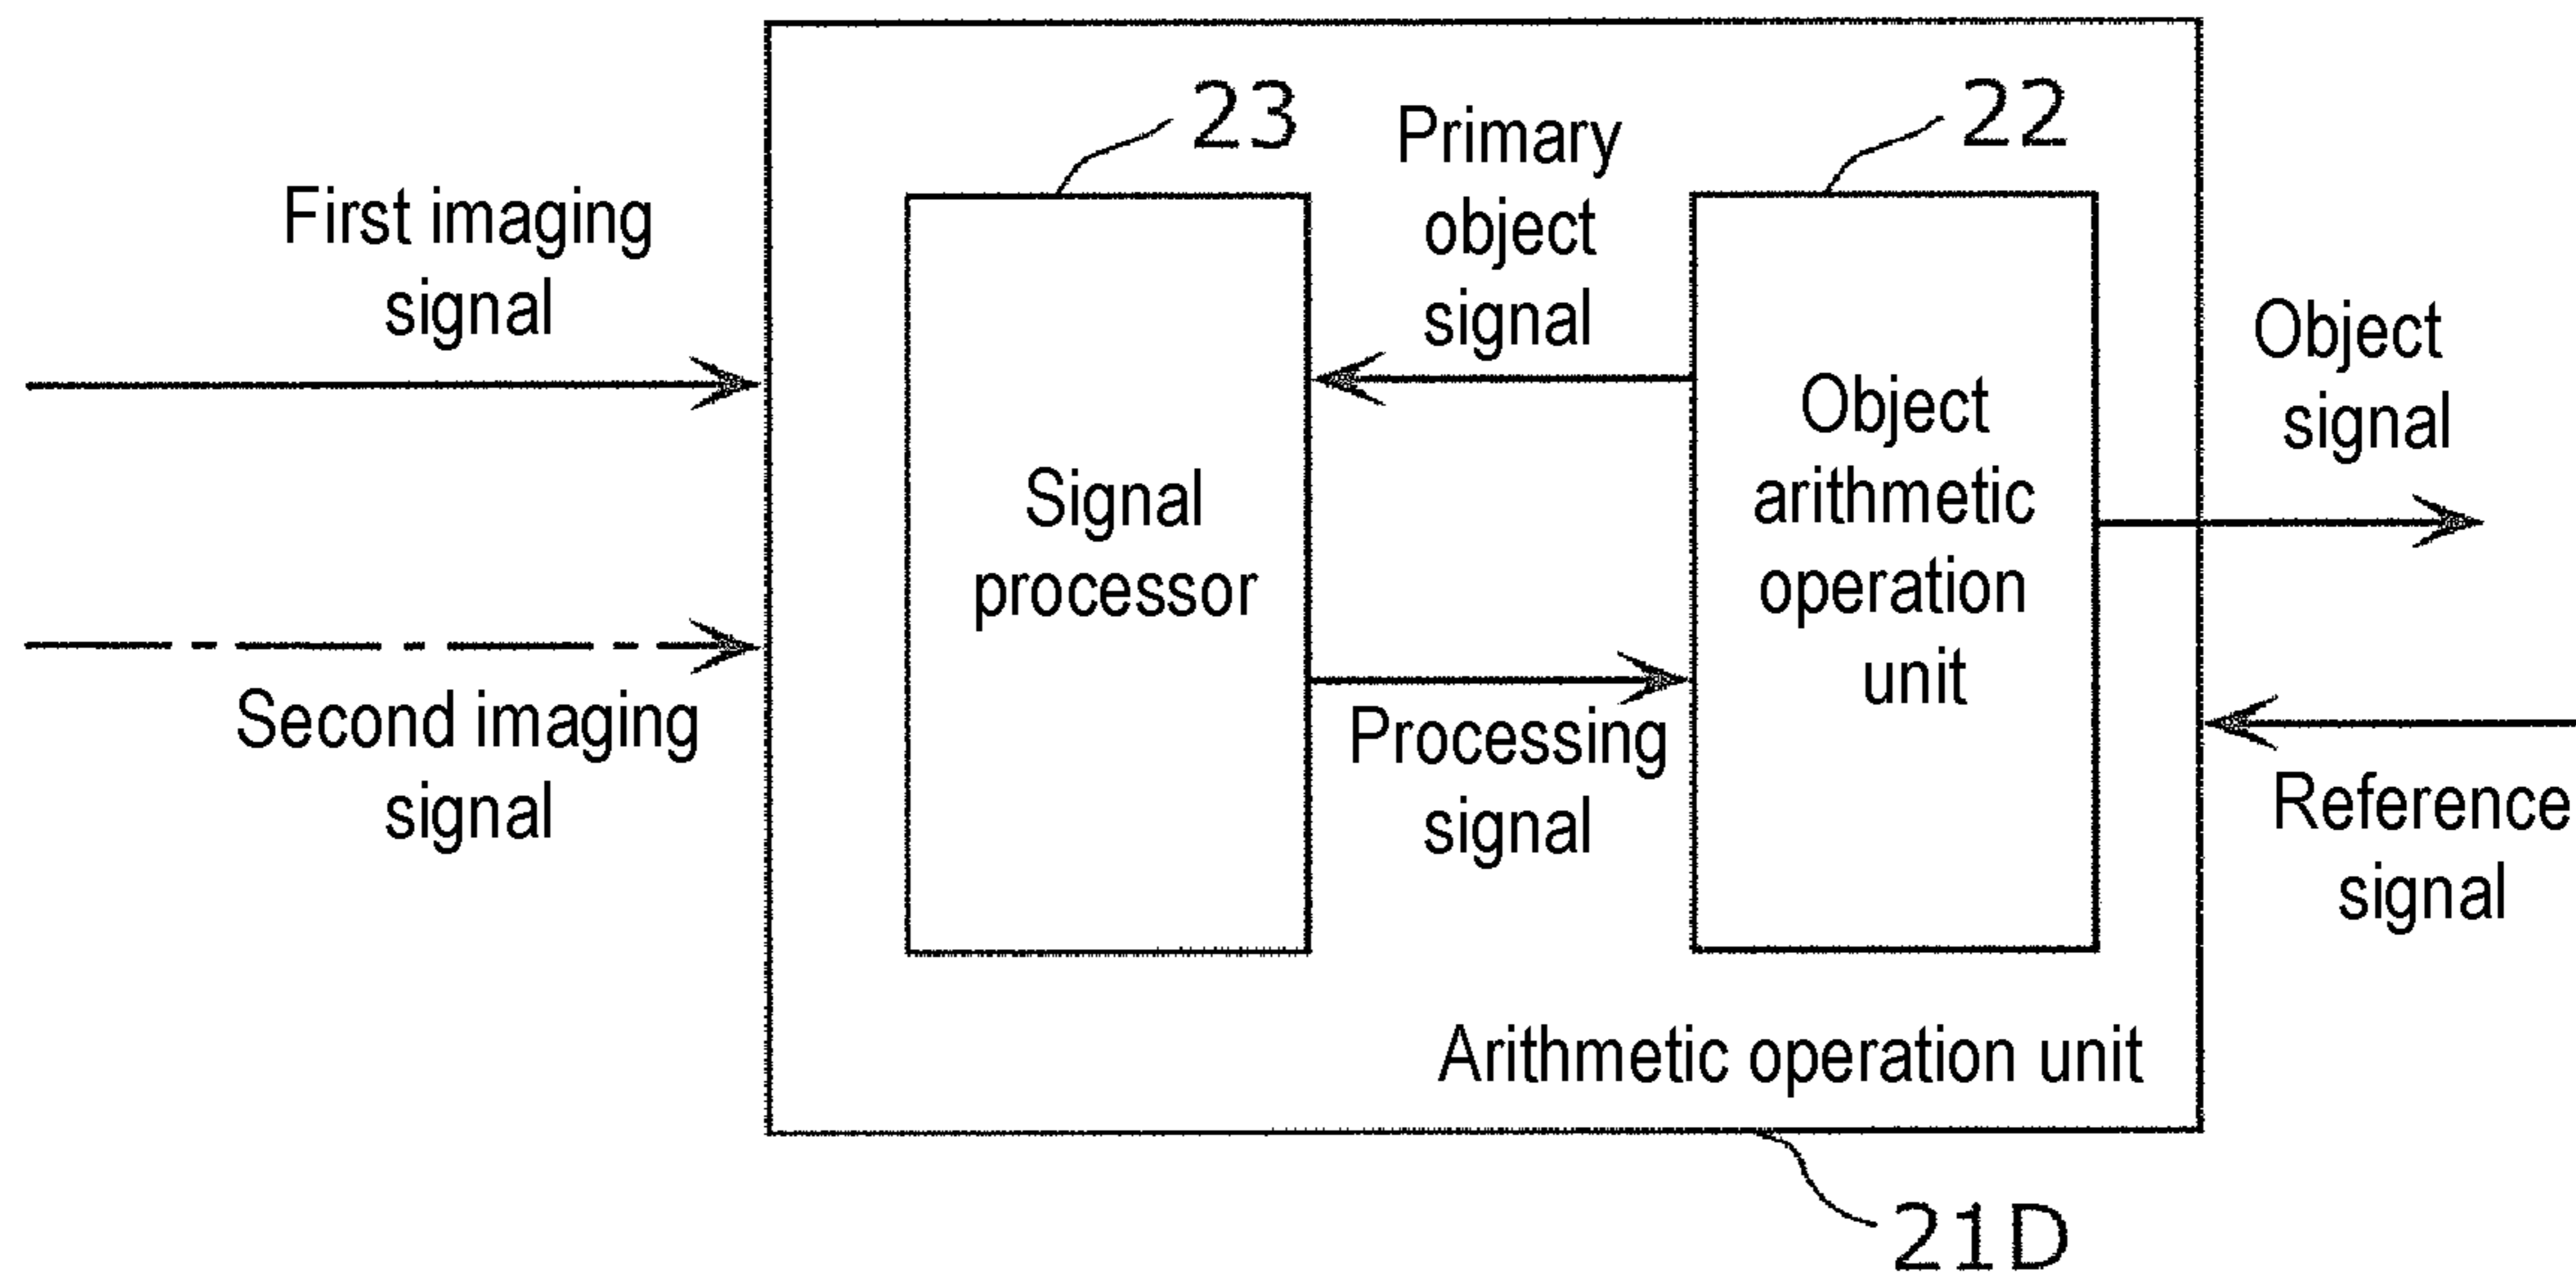 23
22
Primary
object
signal
First imaging
signal
Object
signal
Object
arithmetic
operation
unit
Signal
processor
Second imaging
signal
Processing
signal
Reference
signal
Arithmetic operation unit
21D